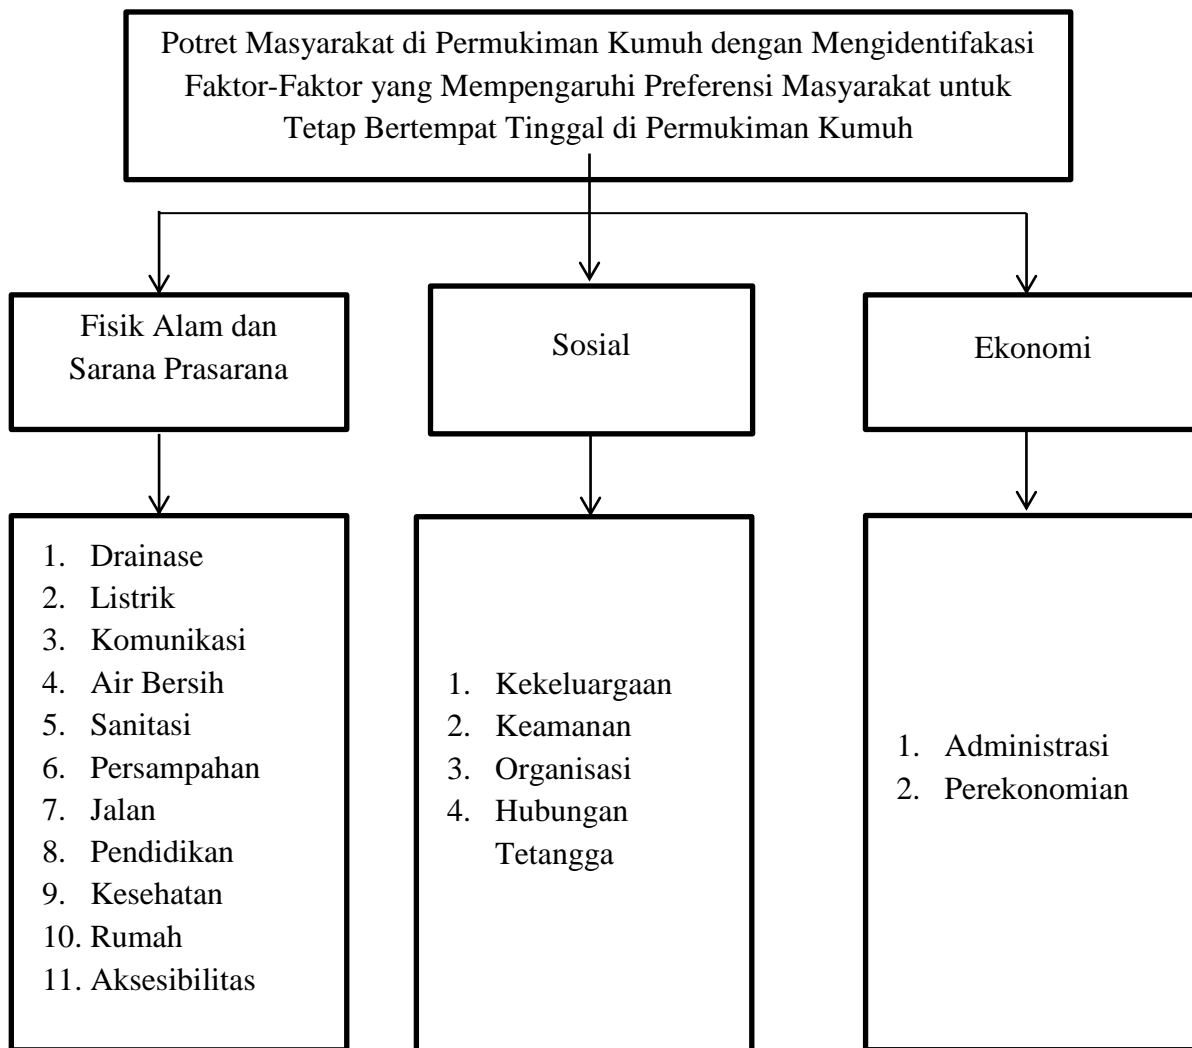 Potret Masyarakat di Permukiman Kumuh dengan Mengidentifakasi
Faktor-Faktor yang Mempengaruhi Preferensi Masyarakat untuk
Tetap Bertempat Tinggal di Permukiman Kumuh
Fisik Alam dan
Sarana Prasarana
Sosial
Ekonomi
1. Drainase
2. Listrik
3. Komunikasi
4. Air Bersih
5. Sanitasi
6. Persampahan
7. Jalan
8. Pendidikan
9. Kesehatan
10. Rumah
11. Aksesibilitas
1. Kekeluargaan
2. Keamanan
3. Organisasi
4. Hubungan
Tetangga
1. Administrasi
2. Perekonomian